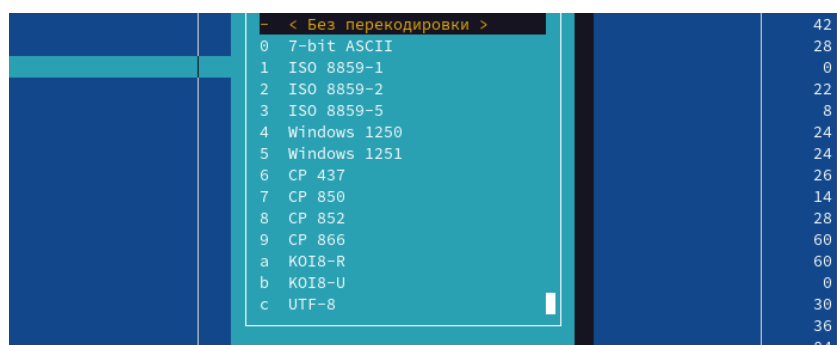 - < Без перекодировки > 42
0 7-bit ASCII 28
1 ISO 8859-1 0
2 ISO 8859-2 22
3 ISO 8859-5 8
4 Windows 1250 24
5 Windows 1251 24
6 CP 437 26
7 CP 850 14
8 CP 852 28
9 CP 866 60
a KOI8-R 60
b KOI8-U 0
c UTF-8 30
36